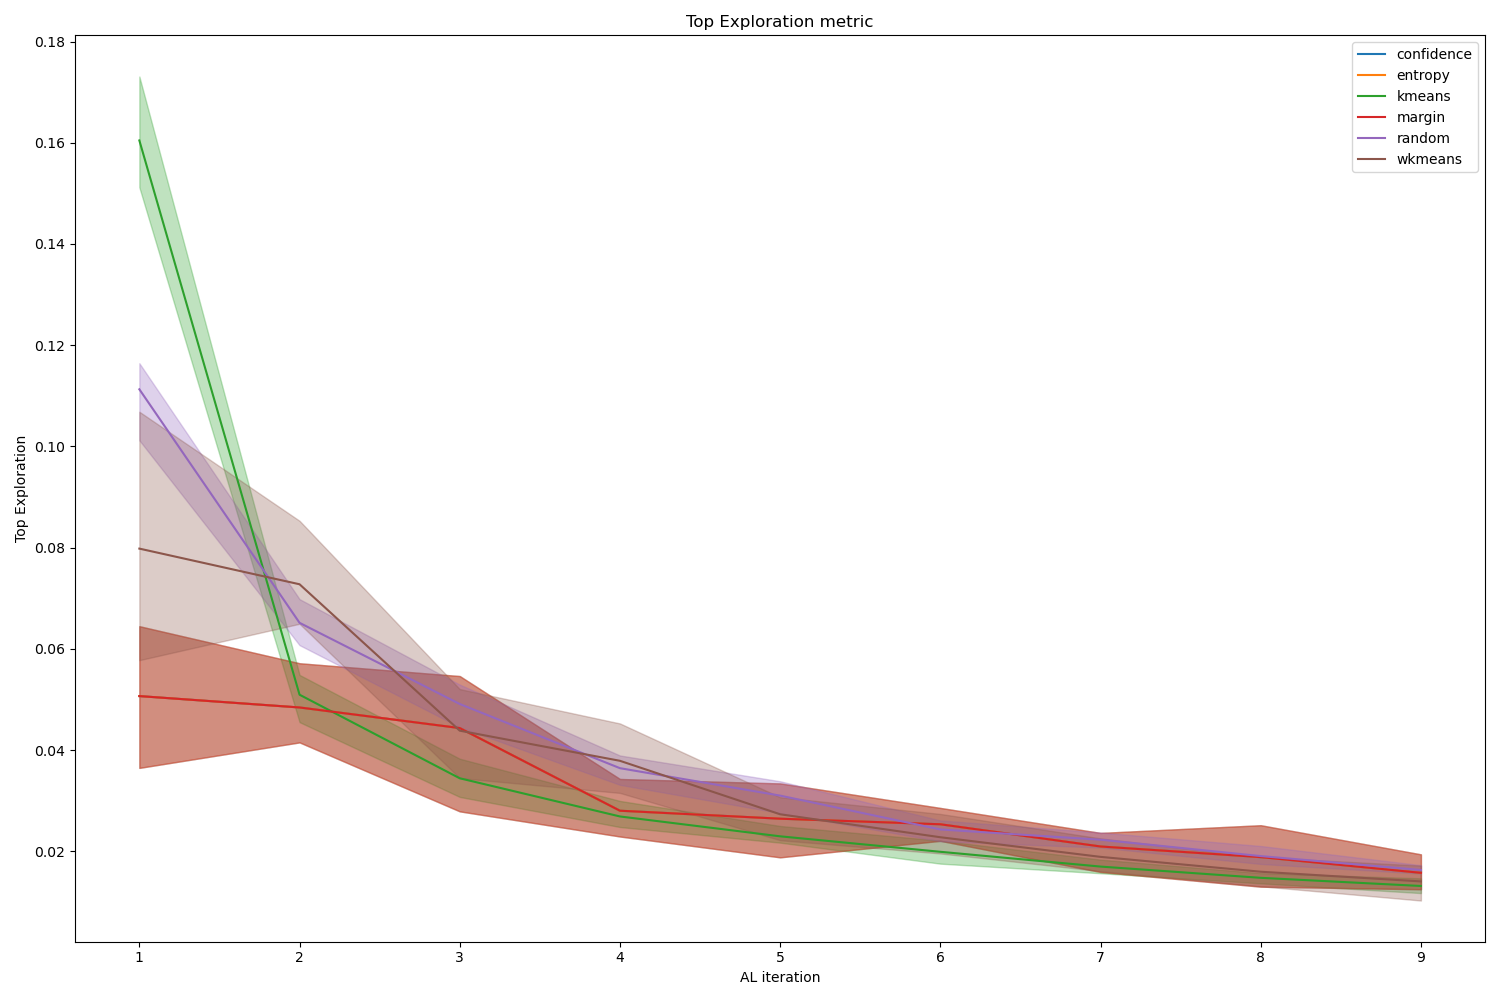 Top Exploration metric
confidence
entropy
kmeans
margin
random
wkmeans
0.18
0.16
0.14
0.12
0.10
0.08
0.06
0.04
0.02
Top Exploration
1 2 3 4 5 6 7 8 9
AL iteration